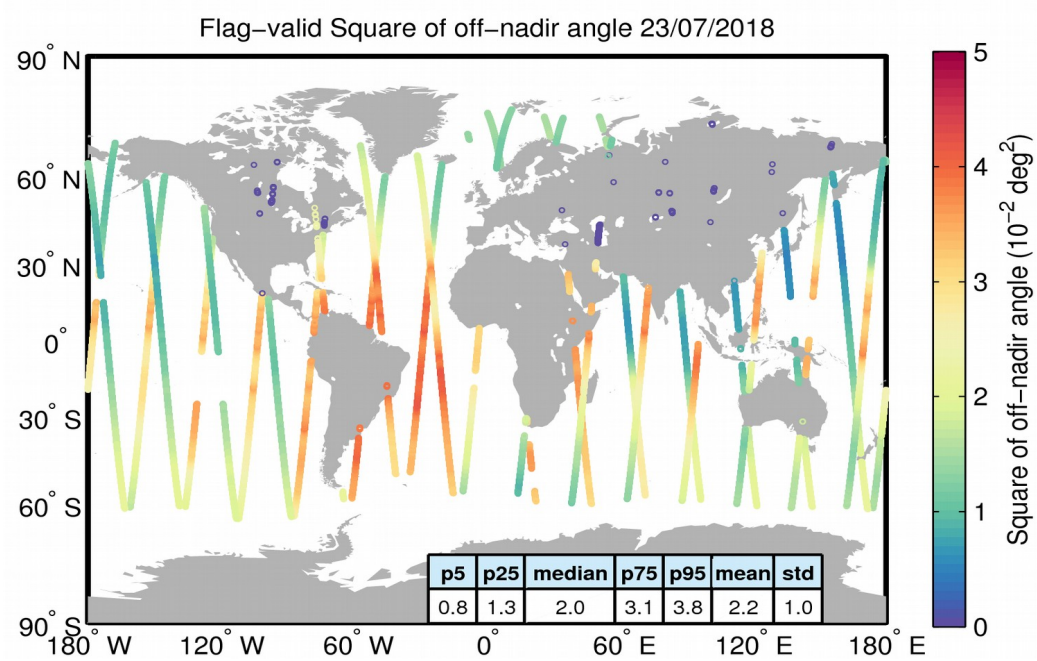 Flag−valid Square of off−nadir angle 23/07/2018
90° N
60° N
30° N
0°
30° S
60° S
90° S
180° W
120° W
60° W
0°
60° E
120° E
180° E
p5 p25 median p75 p95 mean std
0.8 1.3 2.0 3.1 3.8 2.2 1.0
5
4
3
2
1
0
Square of off−nadir angle (10⁻² deg²)